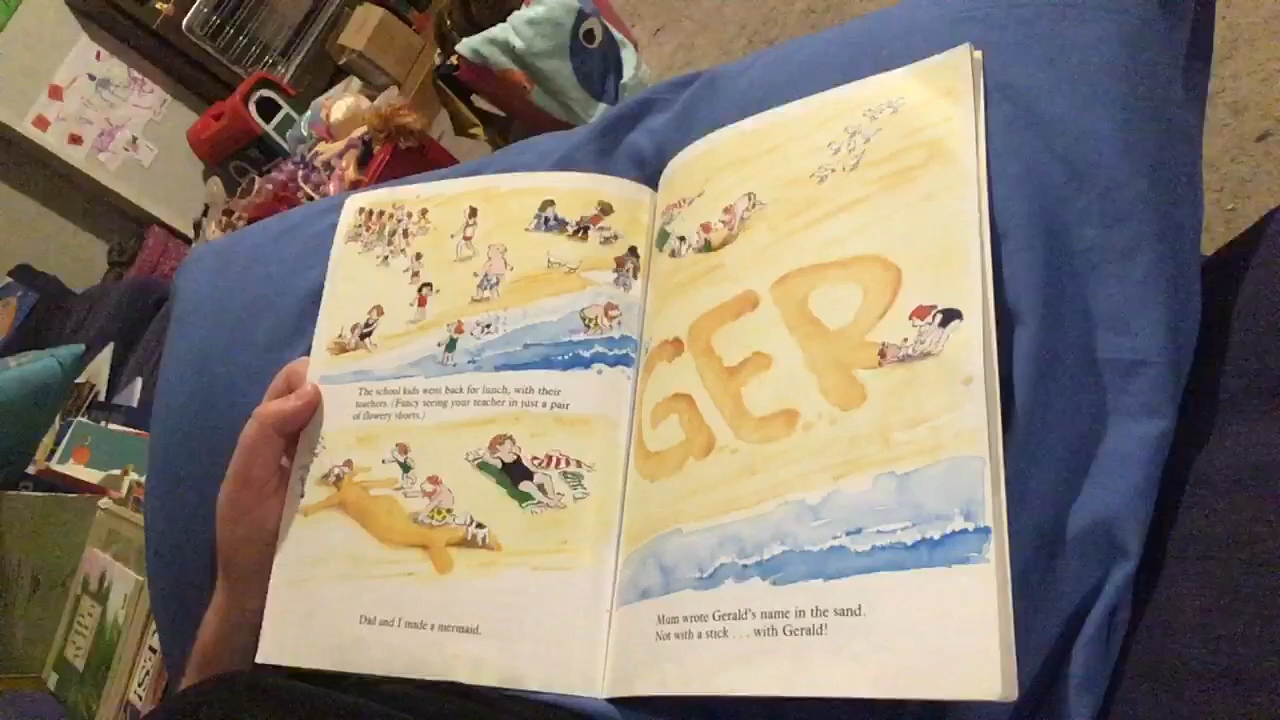 The school kids went back for lunch, with their
teachers. (Fancy seeing your teacher in just a pair
of flowery shorts.)
Dad and I made a mermaid.
GER
Mum wrote Gerald's name in the sand.
Not with a stick . . . with Gerald!